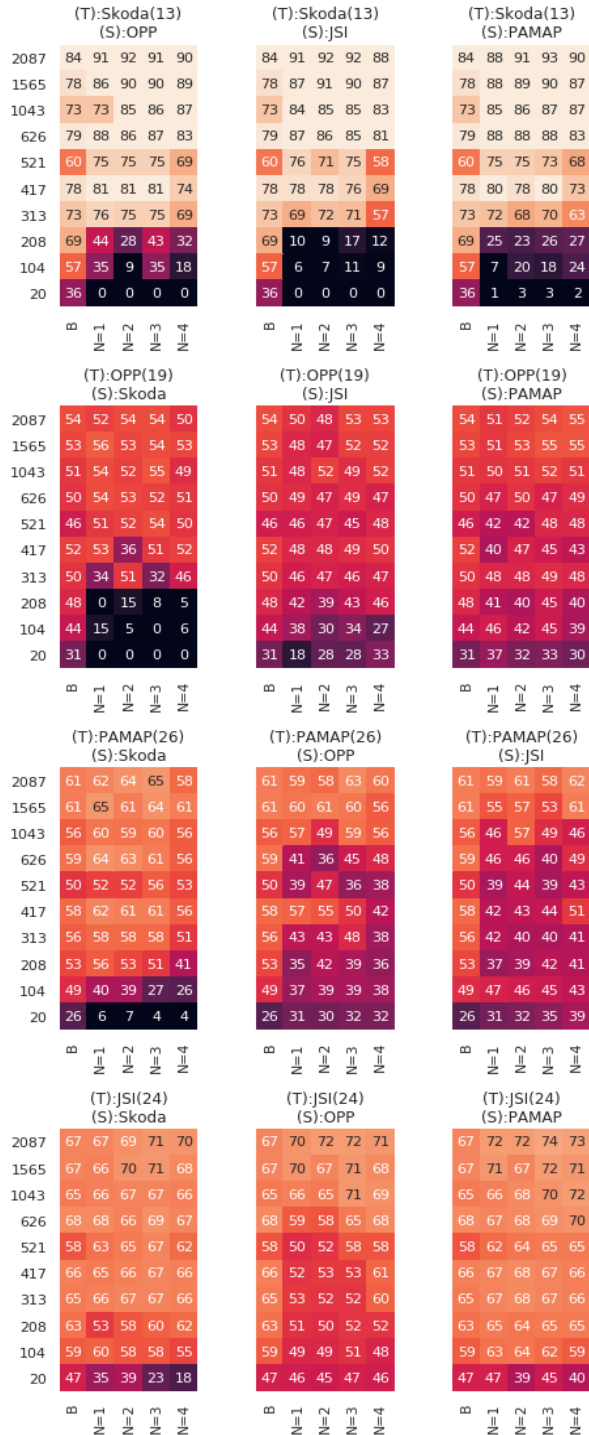 (T):Skoda(13) (T):Skoda(13) (T):Skoda(13)
(S):OPP (S):JSI (S):PAMAP
2087 84 91 92 91 90 84 91 92 92 88 84 88 91 93 90
1565 78 86 90 90 89 78 87 91 90 87 78 88 89 90 87
1043 73 73 85 86 87 73 84 85 83 83 73 85 86 87 87
626 79 88 86 87 83 79 87 86 85 81 79 88 88 88 83
521 60 75 75 75 69 60 76 71 75 58 60 75 75 73 68
417 78 81 81 81 74 78 78 78 76 69 78 80 78 80 73
313 73 76 75 75 69 73 69 72 71 57 73 72 68 70 63
208 69 44 28 43 32 69 10 9 17 12 69 25 23 26 27
104 57 35 9 35 18 57 6 7 11 9 57 7 20 18 24
20 36 0 0 0 0 36 0 0 0 0 36 1 3 3 2
B N=1 N=2 N=3 N=4 B N=1 N=2 N=3 N=4 B N=1 N=2 N=3 N=4
(T):OPP(19) (T):OPP(19) (T):OPP(19)
(S):Skoda (S):JSI (S):PAMAP
2087 54 52 54 54 50 54 50 48 53 53 54 51 52 54 55
1565 53 56 53 54 53 53 48 47 52 52 53 51 53 55 55
1043 51 54 52 55 49 51 48 52 49 52 51 50 51 52 51
626 50 54 53 52 51 50 49 47 49 47 50 47 50 47 49
521 46 51 52 54 50 46 46 47 45 48 46 42 42 48 48
417 52 53 36 51 52 52 48 48 49 50 52 40 47 45 43
313 50 34 51 32 46 50 46 47 46 47 50 48 48 49 48
208 48 0 15 8 5 48 42 39 43 46 48 41 40 45 40
104 44 15 5 0 6 44 38 30 34 27 44 46 42 45 39
20 31 0 0 0 0 31 18 28 28 33 31 37 32 33 30
B N=1 N=2 N=3 N=4 B N=1 N=2 N=3 N=4 B N=1 N=2 N=3 N=4
(T):PAMAP(26) (T):PAMAP(26) (T):PAMAP(26)
(S):Skoda (S):OPP (S):JSI
2087 61 62 64 65 58 61 59 58 63 60 61 59 61 58 62
1565 61 65 61 64 61 61 60 61 60 56 61 55 57 53 61
1043 56 60 59 60 56 56 57 49 59 56 56 46 57 49 46
626 59 64 63 61 56 59 41 36 45 48 59 46 46 40 49
521 50 52 52 56 53 50 39 47 36 38 50 39 44 39 43
417 58 62 61 61 56 58 57 55 50 42 58 42 43 44 51
313 56 58 58 58 51 56 43 43 48 38 56 42 40 40 41
208 53 56 53 51 41 53 35 42 39 36 53 37 39 42 41
104 49 40 39 27 26 49 37 39 39 38 49 47 46 45 43
20 26 6 7 4 4 26 31 30 32 32 26 31 32 35 39
B N=1 N=2 N=3 N=4 B N=1 N=2 N=3 N=4 B N=1 N=2 N=3 N=4
(T):JSI(24) (T):JSI(24) (T):JSI(24)
(S):Skoda (S):OPP (S):PAMAP
2087 67 67 69 71 70 67 70 72 72 71 67 72 72 74 73
1565 67 66 70 71 68 67 70 67 71 68 67 71 67 72 71
1043 65 66 67 67 66 65 66 65 71 69 65 66 68 70 72
626 68 68 66 69 67 68 59 58 65 68 68 67 68 69 70
521 58 63 65 67 62 58 50 52 58 58 58 62 64 65 65
417 66 65 66 67 66 66 52 53 53 61 66 67 68 67 66
313 65 66 67 67 66 65 53 52 52 60 65 67 68 67 66
208 63 53 58 60 62 63 51 50 52 52 63 65 64 65 65
104 59 60 58 58 55 59 49 49 51 48 59 63 64 62 59
20 47 35 39 23 18 47 46 45 47 46 47 47 39 45 40
B N=1 N=2 N=3 N=4 B N=1 N=2 N=3 N=4 B N=1 N=2 N=3 N=4